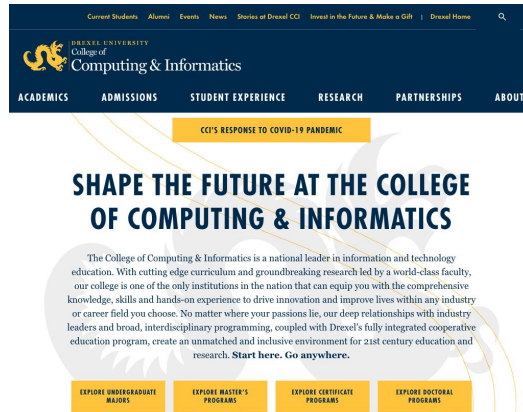 Current Students Alumni Events News Stories at Drexel CCI Invest in the Future & Make a Gift | Drexel Home
DREXEL UNIVERSITY
College of
Computing & Informatics
ACADEMICS ADMISSIONS STUDENT EXPERIENCE RESEARCH PARTNERSHIPS ABOUT
CCI'S RESPONSE TO COVID-19 PANDEMIC
SHAPE THE FUTURE AT THE COLLEGE
OF COMPUTING & INFORMATICS
The College of Computing & Informatics is a national leader in information and technology
education. With cutting edge curriculum and groundbreaking research led by a world-class faculty,
our college is one of the only institutions in the nation that can equip you with the comprehensive
knowledge, skills and hands-on experience to drive innovation and improve lives within any industry
or career field you choose. No matter where your passions lie, our deep relationships with industry
leaders and broad, interdisciplinary programming, coupled with Drexel's fully integrated cooperative
education program, create an unmatched and inclusive environment for 21st century education and
research. Start here. Go anywhere.
EXPLORE UNDERGRADUATE MAJORS
EXPLORE MASTER'S PROGRAMS
EXPLORE CERTIFICATE PROGRAMS
EXPLORE DOCTORAL PROGRAMS